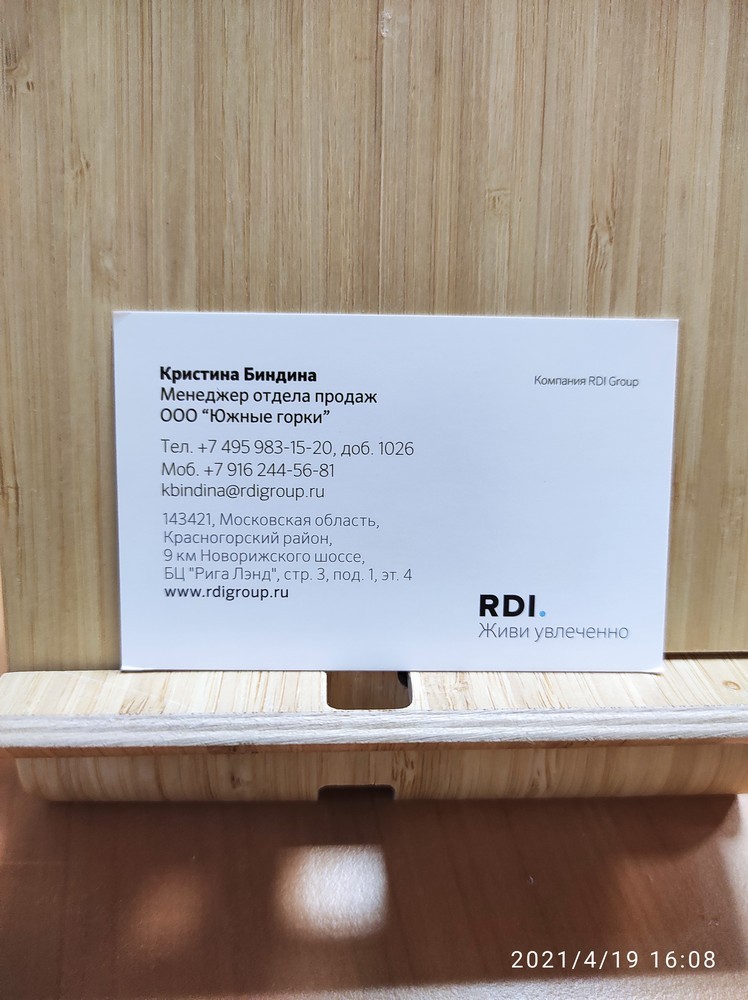 Кристина Биндина
Менеджер отдела продаж
ООО “Южные горки”
Компания RDI Group
Тел. +7 495 983-15-20, доб. 1026
Моб. +7 916 244-56-81
kbindina@rdigroup.ru
143421, Московская область,
Красногорский район,
9 км Новорижского шоссе,
БЦ "Рига Лэнд", стр. 3, под. 1, эт. 4
www.rdigroup.ru
RDI.
Живи увлеченно
2021/4/19 16:08